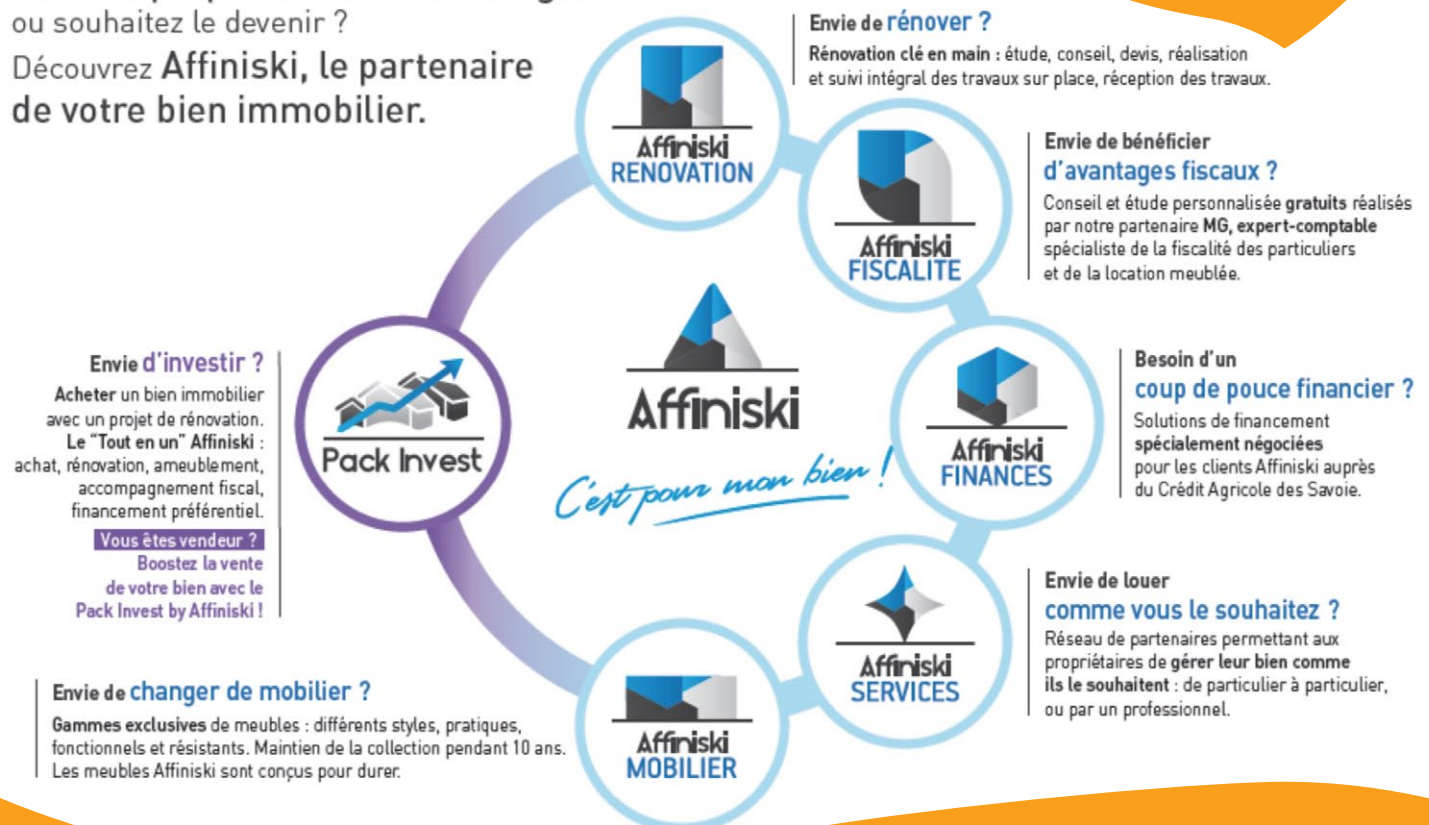 ou souhaitez le devenir ?
Découvrez Affiniski, le partenaire
de votre bien immobilier.
Envie de rénover ?
Rénovation clé en main : étude, conseil, devis, réalisation
et suivi intégral des travaux sur place, réception des travaux.
Affiniski
RENOVATION
Envie de bénéficier
d'avantages fiscaux ?
Conseil et étude personnalisée gratuits réalisés
par notre partenaire MG, expert-comptable
spécialiste de la fiscalité des particuliers
et de la location meublée.
Affiniski
FISCALITE
Besoin d'un
coup de pouce financier ?
Solutions de financement
spécialement négociées
pour les clients Affiniski auprès
du Crédit Agricole des Savoie.
Affiniski
FINANCES
Affiniski
C'est pour mon bien !
Envie d'investir ?
Acheter un bien immobilier
avec un projet de rénovation.
Le "Tout en un" Affiniski :
achat, rénovation, ameublement,
accompagnement fiscal,
financement préférentiel.
Vous êtes vendeur ?
Boostez la vente
de votre bien avec le
Pack Invest by Affiniski !
Pack Invest
Envie de louer
comme vous le souhaitez ?
Réseau de partenaires permettant aux
propriétaires de gérer leur bien comme
ils le souhaitent : de particulier à particulier,
ou par un professionnel.
Affiniski
SERVICES
Envie de changer de mobilier ?
Gammes exclusives de meubles : différents styles, pratiques,
fonctionnels et résistants. Maintien de la collection pendant 10 ans.
Les meubles Affiniski sont conçus pour durer.
Affiniski
MOBILIER